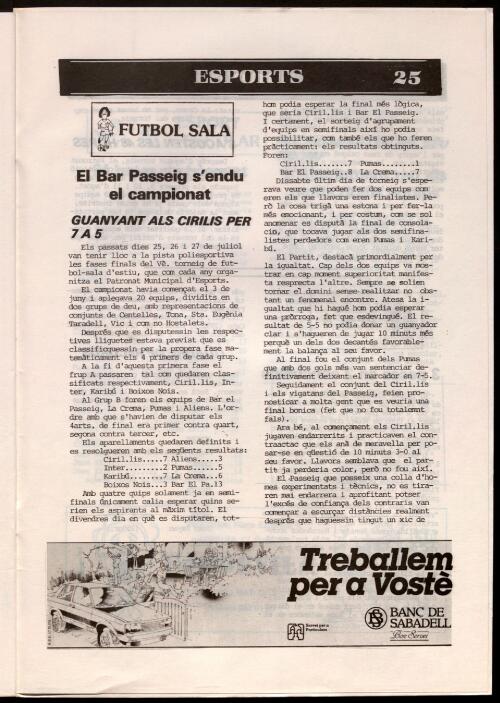 ESPORTS 25
FUTBOL SALA
El Bar Passeig s'endu
el campionat
GUANYANT ALS CIRILIS PER
7 A 5
Els passats dies 25, 26 i 27 de juliol
van tenir lloc a la pista poliesportiva
les fases finals del Vè. torneig de fut-
bol-sala d'estiu, que com cada any orga-
nitza el Patronat Municipal d'Esports.
El campionat havia començat el 3 de
juny i aplegava 20 equips, dividits en
dos grups de deu, amb representacions de
conjunts de Centelles, Tona, Sta. Eugènia
Taradell, Vic i com no Hostalets.
Després que es disputessin les respec-
tives lliguetes estava previst que es
classifiquessin per la propera fase ma-
temàticament els 4 primers de cada grup.
A la fi d'aquesta primera fase el
grup A passaren tal com quedaren clas-
sificats respectivament, Ciril.lis, In-
ter, Karibú i Boixos Nois.
Al Grup B foren els equips de Bar el
Passeig, La Crema, Pumas i Aliens. L'or-
dre amb que s'havien de disputar els
4arts. de final era primer contra quart,
segona contra tercer, etc.
Els aparellaments quedaren definits i
es resolgueren amb els següents resultats:
Ciril.lis.....7 Aliens....3
Inter.........2 Pumas.....5
Karibú........7 La Crema...6
Boixos Nois...3 Bar El Pa.13
Amb quatre equips solament ja en semi-
finals únicament calia esperar quins se-
rien els aspirants al màxim títol. El
divendres dia en què es disputaren, tot-
hom podia esperar la final més lògica,
que seria Ciril.lis i Bar El Passeig.
I certament, el sorteig d'agrupament
d'equips en semifinals així ho podia
possibilitar, com també els que ho feren
pràcticament: els resultats obtinguts.
Foren:
Ciril.lis.......7 Pumas........1
Bar El Passeig..8 La Crema.....7
Dissabte últim dia de torneig s'espe-
rava veure que poden fer dos equips com
eren els que llavors eren finalistes. Pe-
rò la cosa trigà una estona i per fer-la
més emocionant, i per costum, com se sol
anomenar es disputà la final de consola-
ció, que tocava jugar als dos semifina-
listes perdedors com eren Pumas i Kari-
bú.
El Partit, destacà primordialment per
la igualtat. Cap dels dos equips va mos-
trar en cap moment superioritat manifes-
ta respecte l'altre. Sempre se solien
tornar el domini sense realitzar no obs-
tant un fenomenal encontre. Atesa la i-
gualtat que hi hagué hom podia esperar
una pròrroga, fet que esdevingué. El re-
sultat de 5-5 no podia donar un guanyador
clar i s'hagueren de jugar 10 minuts més
perquè un dels dos decantés favorable-
ment la balança al seu favor.
Al final fou el conjunt dels Pumas
que amb dos gols més van sentenciar de-
finitivament deixant el marcador en 7-5.
Seguidament el conjunt del Ciril.lis
i els vigatans del Passeig, feien pro-
nosticar a molta gent que es veuria una
final bonica (fet que no fou totalemnt
fals).
Ara bé, al començament els Ciril.lis
jugaven endarrerits i practicaven el con-
traactac que els anà de meravella per po-
sar-se en qüestió de 10 minuts 3-0 al
seu favor. Llavors semblava que el par-
tit ja perderia color, però no fou així.
El Passeig que posseix una colla d'ho-
mes experimentats i tècnics, no es tira-
ren mai endarrera i aprofitant potser
l'excés de confiança dels contraris van
començar a escurçar distàncies realment
després que haguessin tingut un xic de
Treballem
per a Vostè
Servei per a
Particulars
BANC DE
SABADELL
Bon Servei